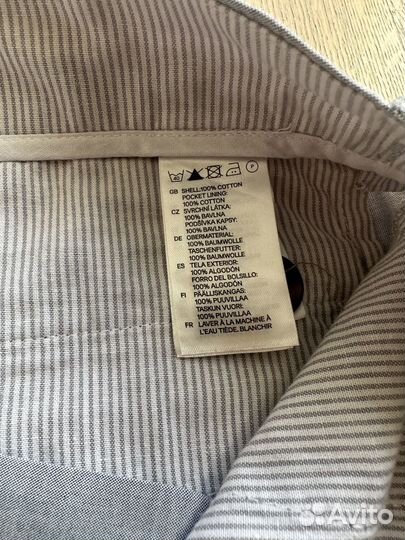 40 P
GB SHELL:100% COTTON
POCKET LINING:
100% COTTON
CZ SVRCHNÍ LÁTKA:
100% BAVLNA
PODŠÍVKA KAPSY:
100% BAVLNA
DE OBERMATERIAL:
100% BAUMWOLLE
TASCHENFUTTER:
100% BAUMWOLLE
ES TELA EXTERIOR:
100% ALGODÓN
FORRO DEL BOLSILLO:
100% ALGODÓN
FI PÄÄLLISKANGAS:
100% PUUVILLAA
TASKUN VUORI:
100% PUUVILLAA
FR LAVER À LA MACHINE À
L'EAU TIÈDE. BLANCHIR
Avito